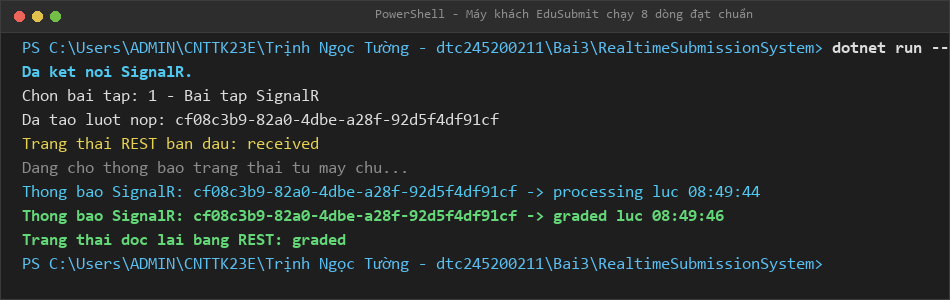 PowerShell - Máy khách EduSubmit chạy 8 dòng đạt chuẩn
PS C:\Users\ADMIN\CNTTK23E\Trịnh Ngọc Tường - dtc245200211\Bai3\RealtimeSubmissionSystem> dotnet run --
Da ket noi SignalR.
Chon bai tap: 1 - Bai tap SignalR
Da tao luot nop: cf08c3b9-82a0-4dbe-a28f-92d5f4df91cf
Trang thai REST ban dau: received
Dang cho thong bao trang thai tu may chu...
Thong bao SignalR: cf08c3b9-82a0-4dbe-a28f-92d5f4df91cf -> processing luc 08:49:44
Thong bao SignalR: cf08c3b9-82a0-4dbe-a28f-92d5f4df91cf -> graded luc 08:49:46
Trang thai doc lai bang REST: graded
PS C:\Users\ADMIN\CNTTK23E\Trịnh Ngọc Tường - dtc245200211\Bai3\RealtimeSubmissionSystem>